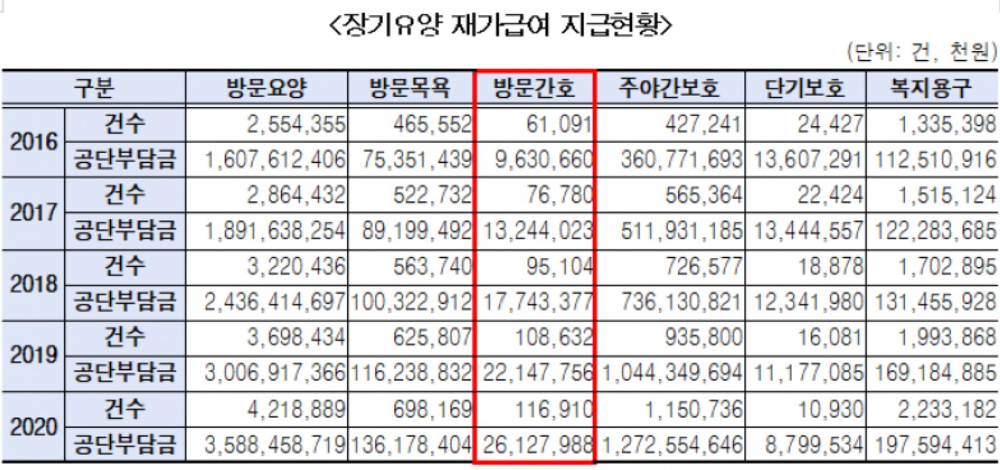 <장기요양 재가급여 지급현황>
(단위: 건, 천원)
구분 방문요양 방문목욕 방문간호 주야간보호 단기보호 복지용구
2016 건수 2,554,355 465,552 61,091 427,241 24,427 1,335,398
공단부담금 1,607,612,406 75,351,439 9,630,660 360,771,693 13,607,291 112,510,916
2017 건수 2,864,432 522,732 76,780 565,364 22,424 1,515,124
공단부담금 1,891,638,254 89,199,492 13,244,023 511,931,185 13,444,557 122,283,685
2018 건수 3,220,436 563,740 95,104 726,577 18,878 1,702,895
공단부담금 2,436,414,697 100,322,912 17,743,377 736,130,821 12,341,980 131,455,928
2019 건수 3,698,434 625,807 108,632 935,800 16,081 1,993,868
공단부담금 3,006,917,366 116,238,832 22,147,756 1,044,349,694 11,177,085 169,184,885
2020 건수 4,218,889 698,169 116,910 1,150,736 10,930 2,233,182
공단부담금 3,588,458,719 136,178,404 26,127,988 1,272,554,646 8,799,534 197,594,413